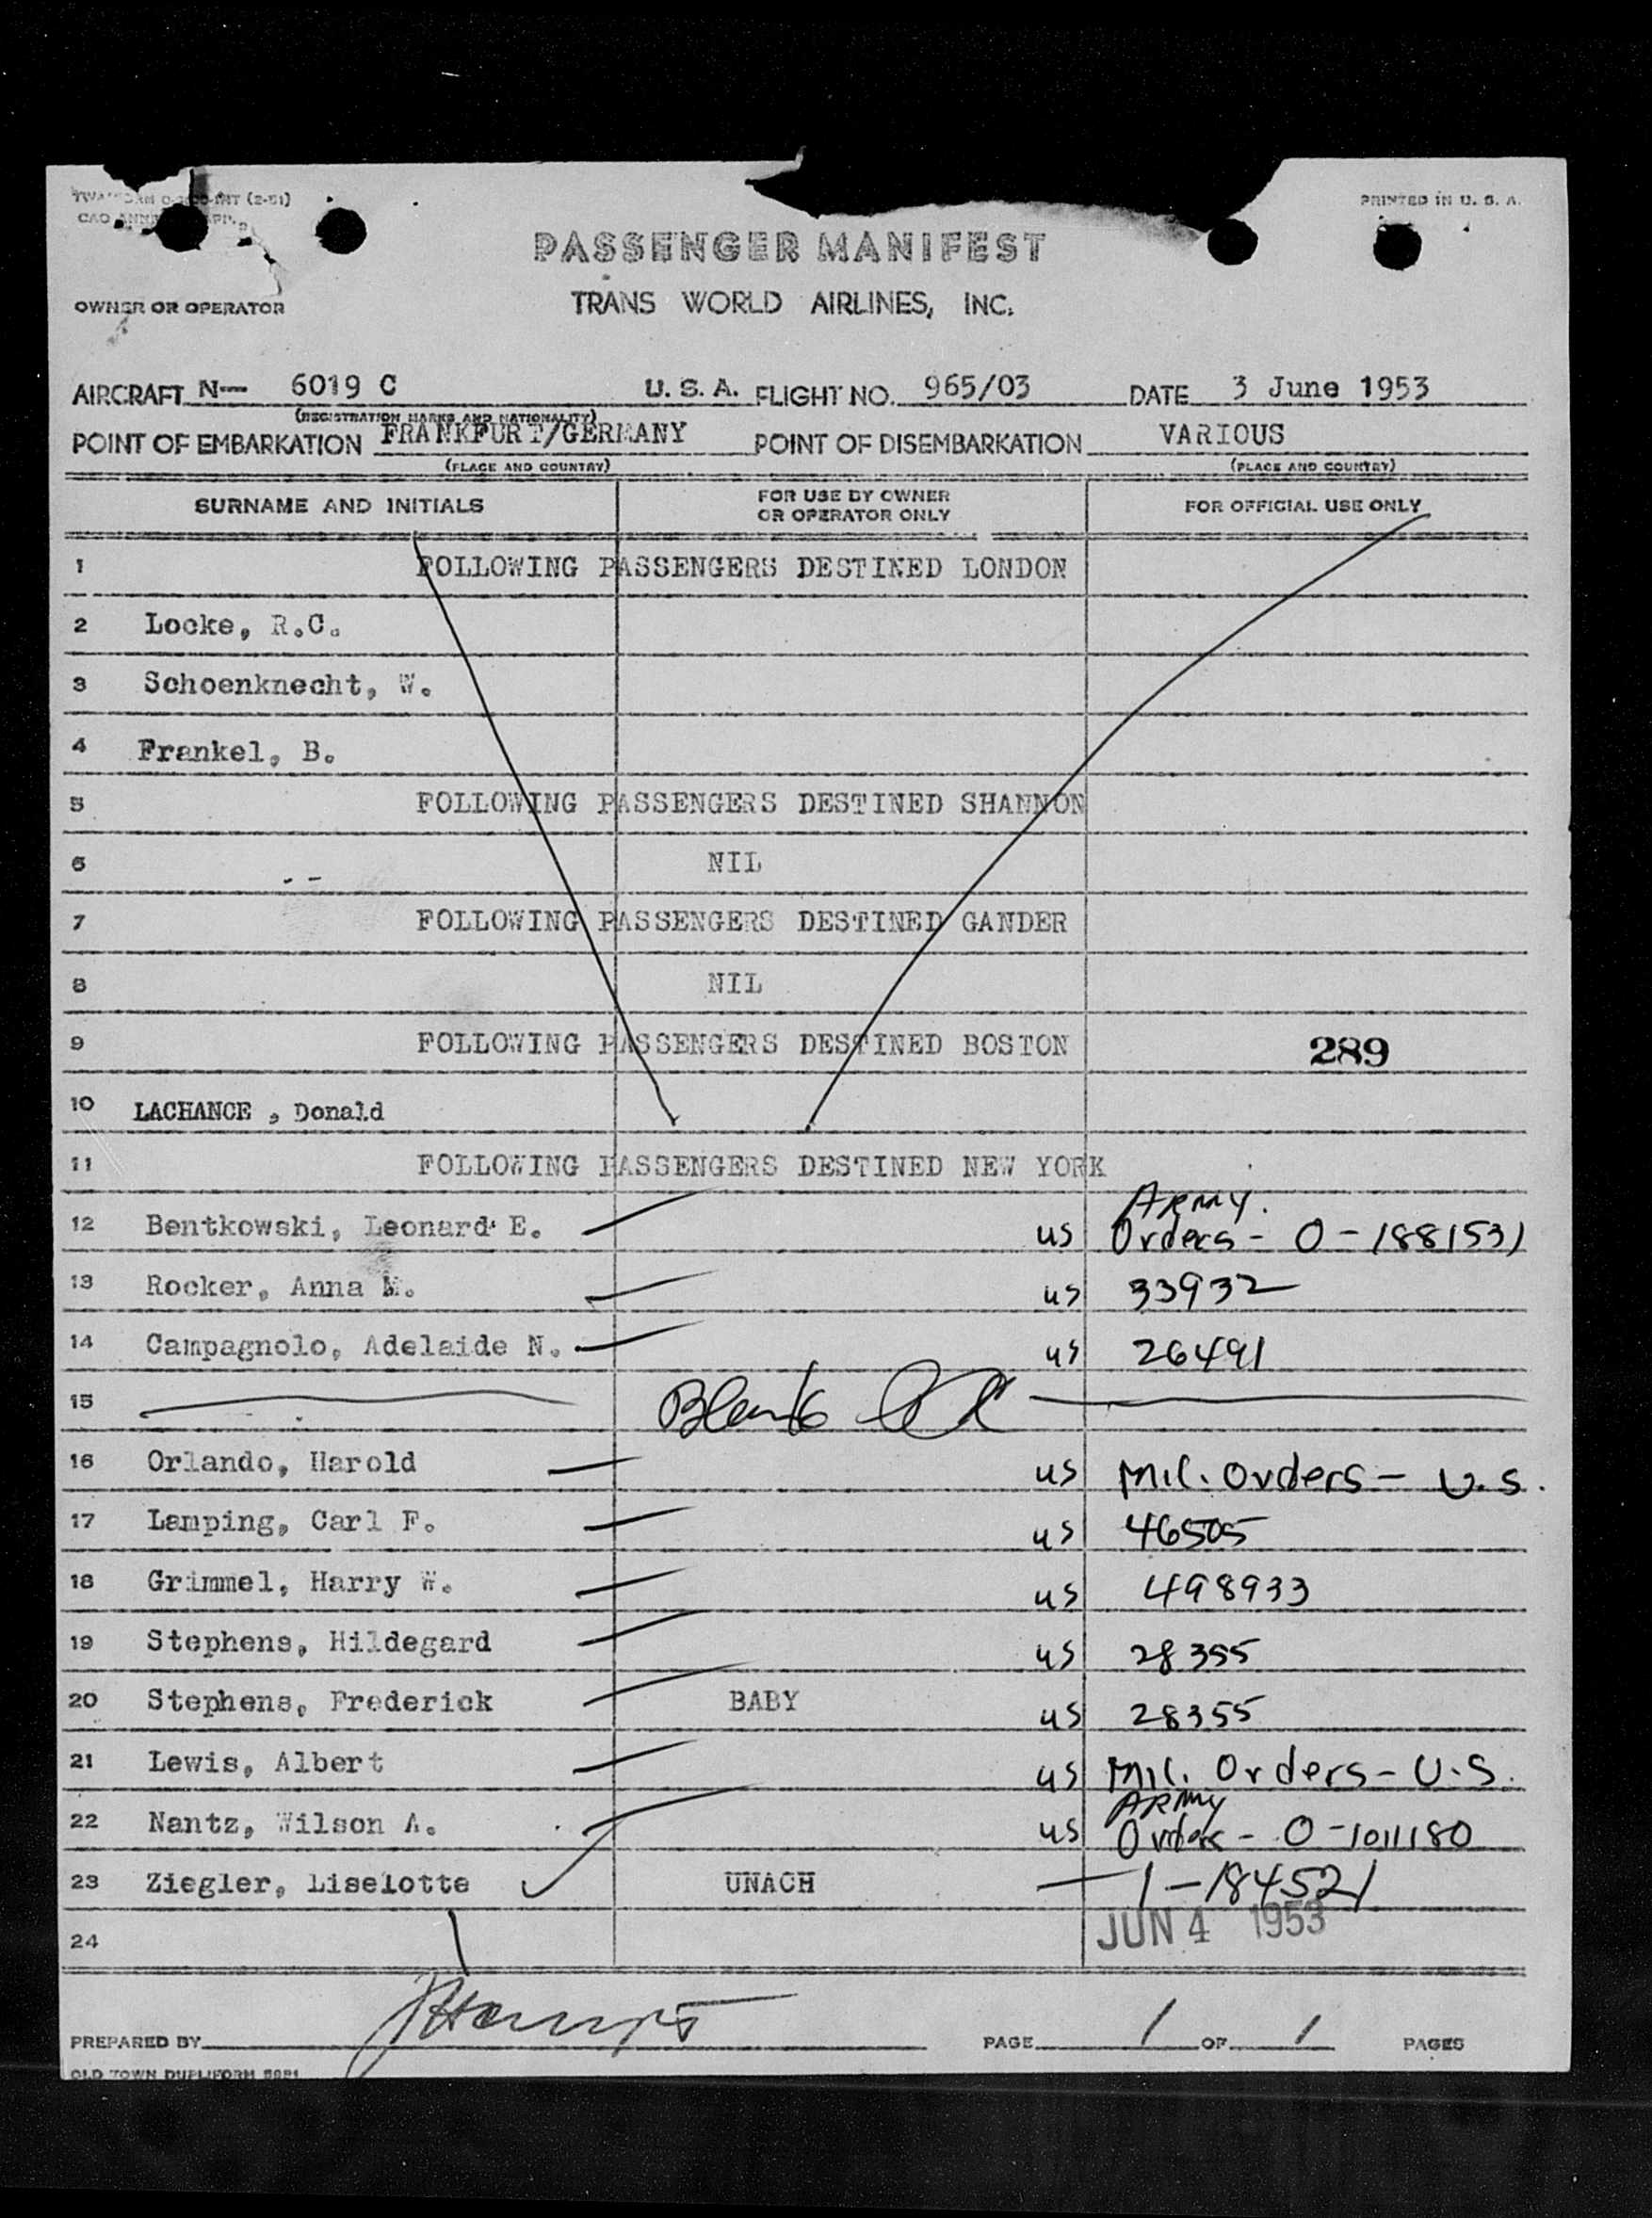 PRINTED IN U. S. A.
PASSENGER MANIFEST
OWNER OR OPERATOR TRANS WORLD AIRLINES, INC.
AIRCRAFT N— 6019 C U. S. A. FLIGHT NO. 965/03 DATE 3 June 1953
(REGISTRATION MARKS AND NATIONALITY)
POINT OF EMBARKATION FRANKFURT/GERMANY POINT OF DISEMBARKATION VARIOUS
(PLACE AND COUNTRY) (PLACE AND COUNTRY)
SURNAME AND INITIALS FOR USE BY OWNER OR OPERATOR ONLY FOR OFFICIAL USE ONLY
1 FOLLOWING PASSENGERS DESTINED LONDON
2 Locke, R.C.
3 Schoenknecht, W.
4 Frankel, B.
5 FOLLOWING PASSENGERS DESTINED SHANNON
6 NIL
7 FOLLOWING PASSENGERS DESTINED GANDER
8 NIL
9 FOLLOWING PASSENGERS DESTINED BOSTON 289
10 LACHANCE , Donald
11 FOLLOWING PASSENGERS DESTINED NEW YORK
Army.
12 Bentkowski, Leonard E. us Orders - O-1881531
13 Rocker, Anna M. us 33932
14 Campagnolo, Adelaide N. us 26491
15 Blank
16 Orlando, Harold us Mil. Orders - U.S.
17 Lamping, Carl F. us 46505
18 Grimmel, Harry W. us 498933
19 Stephens, Hildegard us 28355
20 Stephens, Frederick BABY us 28355
21 Lewis, Albert us Mil. Orders - U.S.
ARMY
22 Nantz, Wilson A. us Orders - O-1011180
23 Ziegler, Liselotte UNACH 1-184521
24 JUN 4 1953
PREPARED BY PAGE 1 OF 1 PAGES
OLD TOWN DUPLIFORM